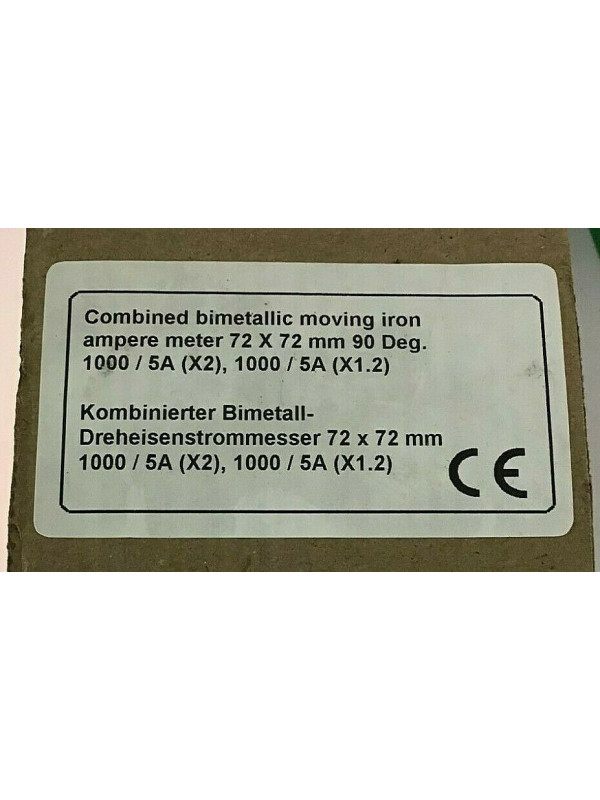 Combined bimetallic moving iron
ampere meter 72 X 72 mm 90 Deg.
1000 / 5A (X2), 1000 / 5A (X1.2)
Kombinierter Bimetall-
Dreheisenstrommesser 72 x 72 mm
1000 / 5A (X2), 1000 / 5A (X1.2)
CE